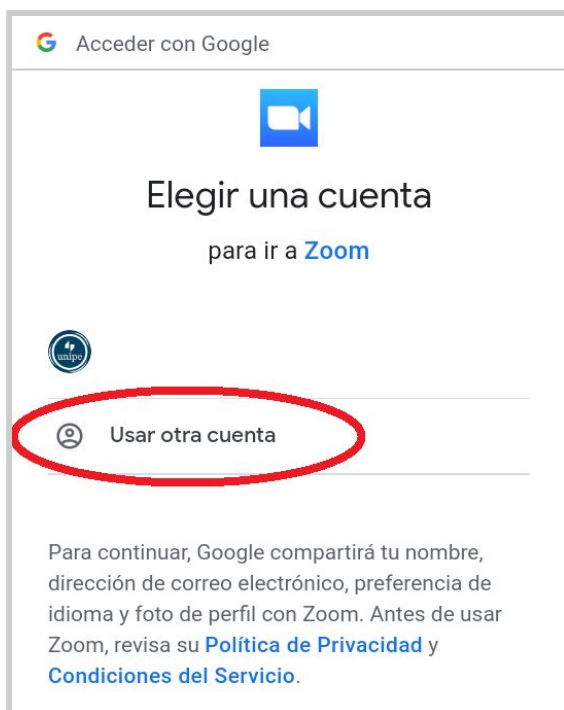 Acceder con Google
Elegir una cuenta
para ir a Zoom
unipe
Usar otra cuenta
Para continuar, Google compartirá tu nombre,
dirección de correo electrónico, preferencia de
idioma y foto de perfil con Zoom. Antes de usar
Zoom, revisa su Política de Privacidad y
Condiciones del Servicio.